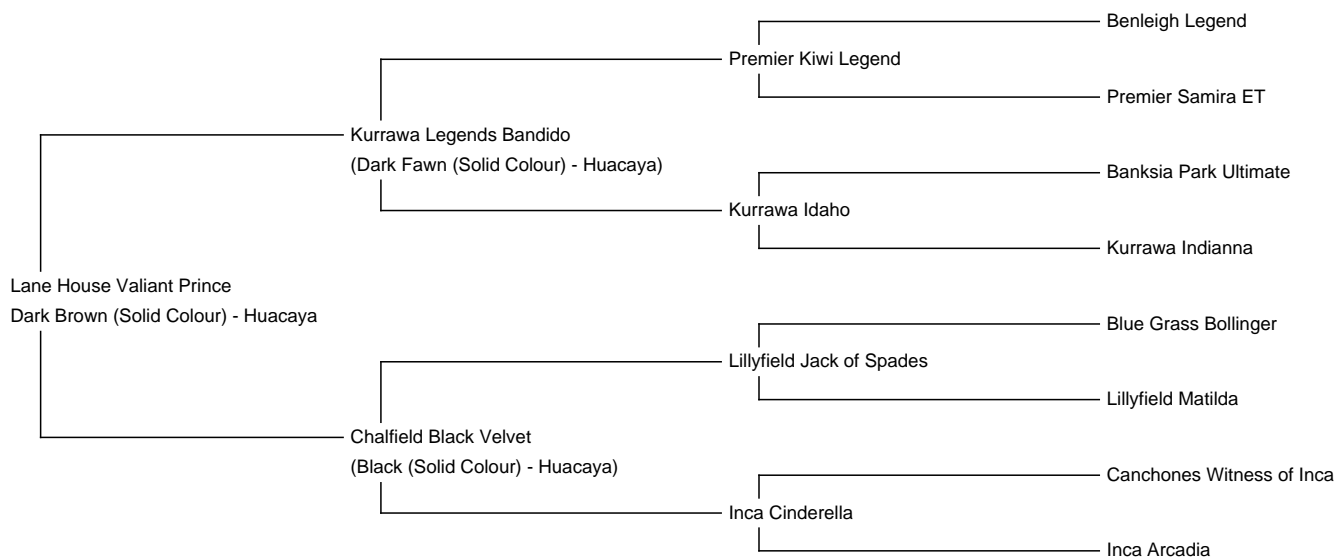 Benleigh Legend
Premier Kiwi Legend
Premier Samira ET
Kurrawa Legends Bandido
(Dark Fawn (Solid Colour) - Huacaya)
Banksia Park Ultimate
Kurrawa Idaho
Kurrawa Indianna
Lane House Valiant Prince
Dark Brown (Solid Colour) - Huacaya
Blue Grass Bollinger
Lillyfield Jack of Spades
Lillyfield Matilda
Chalfield Black Velvet
(Black (Solid Colour) - Huacaya)
Canchones Witness of Inca
Inca Cinderella
Inca Arcadia